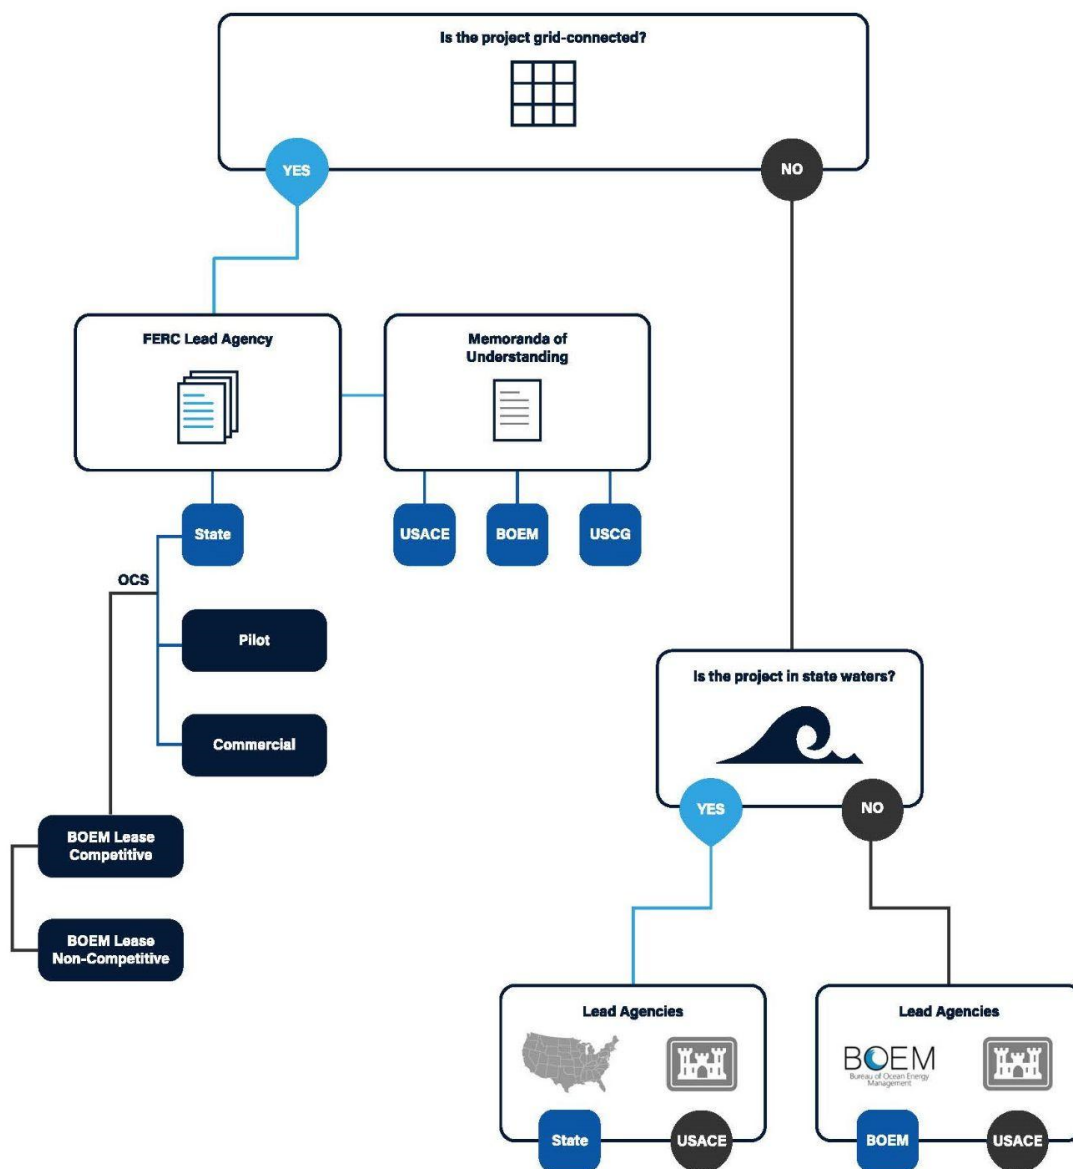 Is the project grid-connected?
YES
NO
FERC Lead Agency
Memoranda of
Understanding
State
USACE
BOEM
USCG
OCS
Pilot
Commercial
BOEM Lease
Competitive
BOEM Lease
Non-Competitive
Is the project in state waters?
YES
NO
Lead Agencies
State
USACE
Lead Agencies
BOEM
Bureau of Ocean Energy
Management
BOEM
USACE